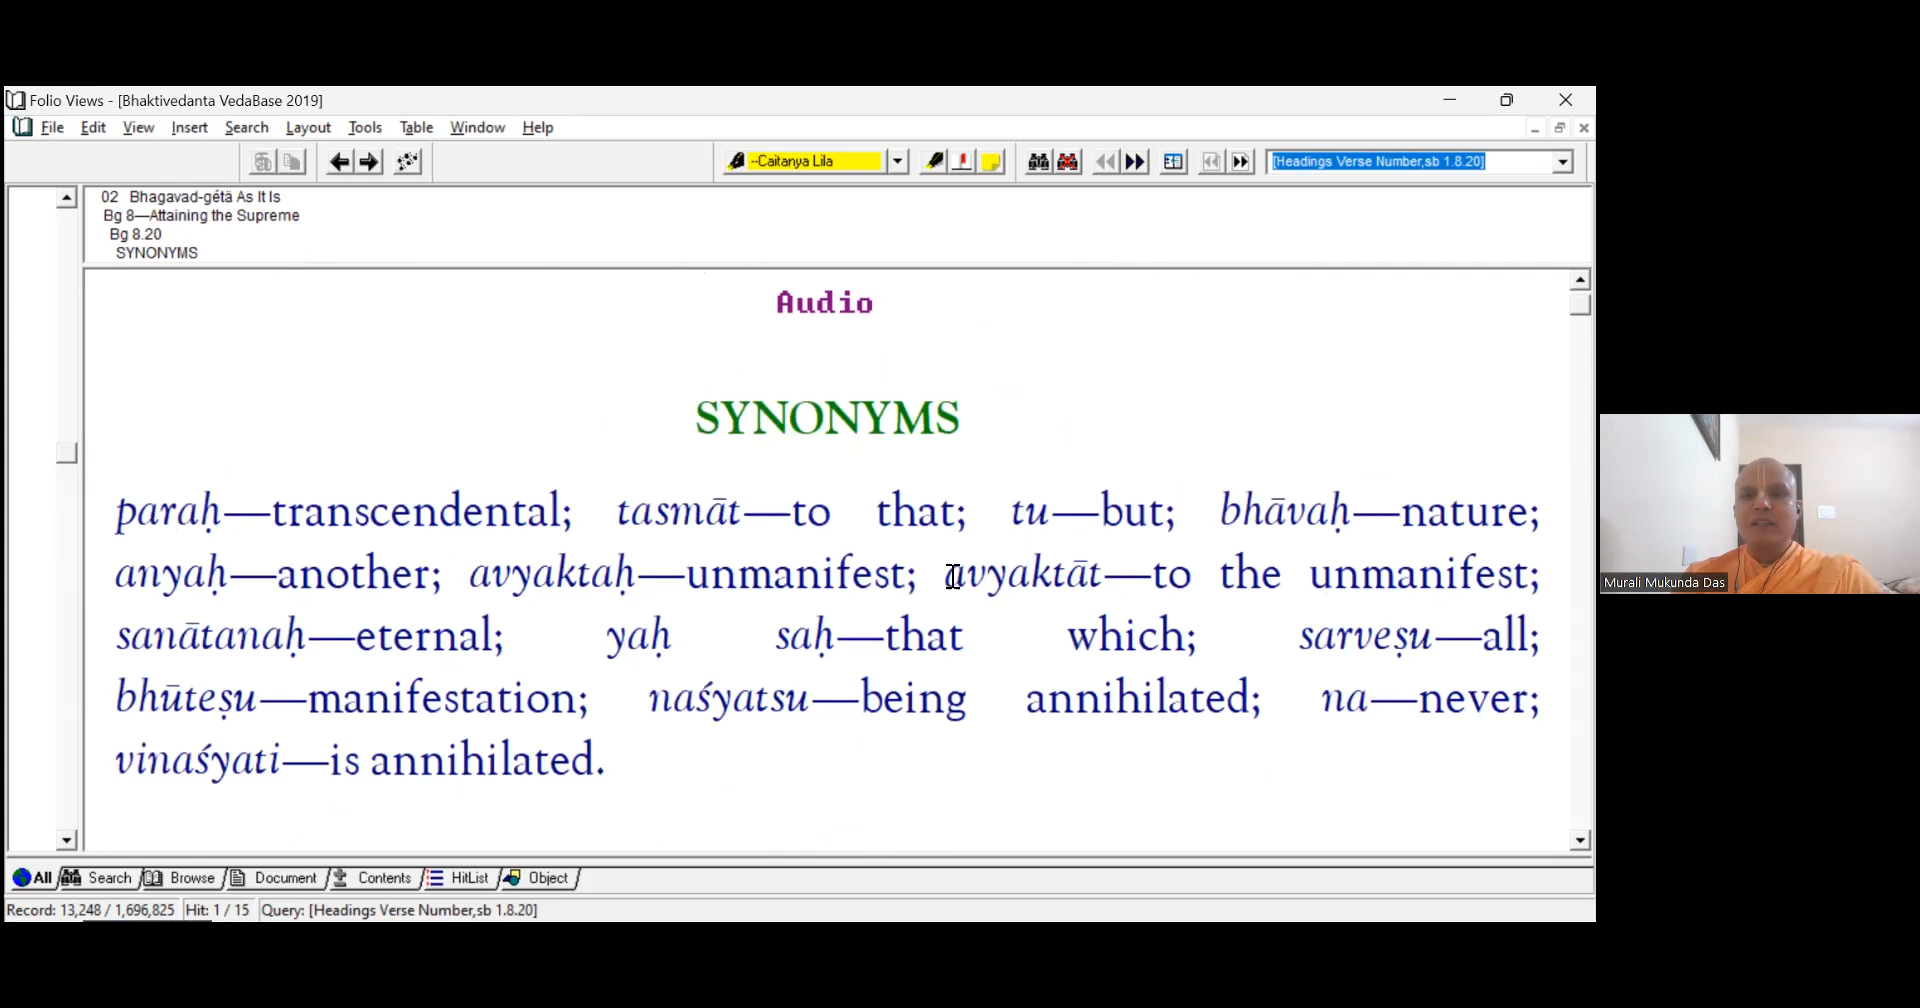 Folio Views - [Bhaktivedanta VedaBase 2019]
File Edit View Insert Search Layout Tools Table Window Help
--Caitanya Lila [Headings Verse Number,sb 1.8.20]
02 Bhagavad-gétä As It Is
Bg 8—Attaining the Supreme
Bg 8.20
SYNONYMS
Audio
SYNONYMS
paraḥ—transcendental; tasmāt—to that; tu—but; bhāvaḥ—nature;
anyaḥ—another; avyaktaḥ—unmanifest; avyaktāt—to the unmanifest;
sanātanaḥ—eternal; yaḥ saḥ—that which; sarveṣu—all;
bhūteṣu—manifestation; naśyatsu—being annihilated; na—never;
vinaśyati—is annihilated.
Murali Mukunda Das
All Search Browse Document Contents HitList Object
Record: 13,248 / 1,696,825 Hit: 1 / 15 Query: [Headings Verse Number,sb 1.8.20]